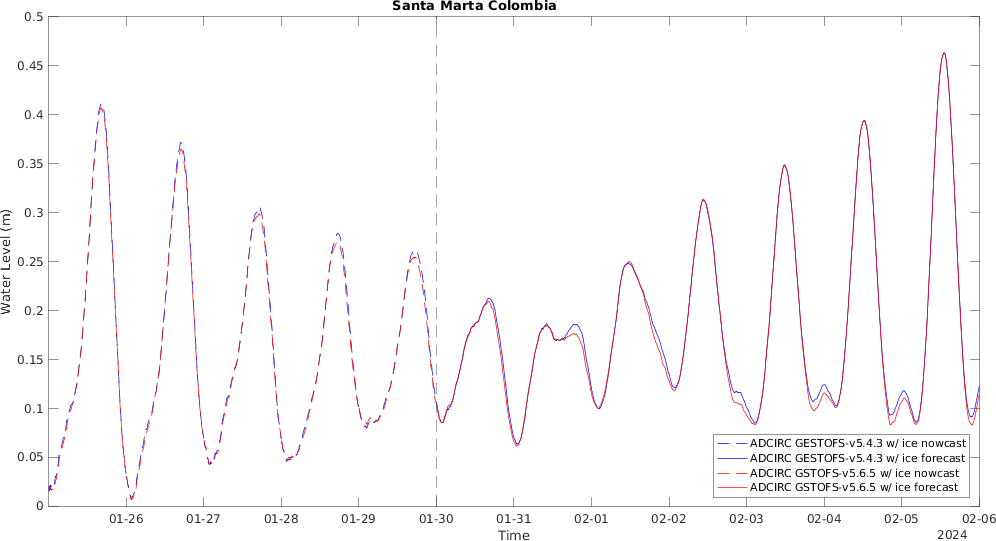 Santa Marta Colombia
0.5
0.45
0.4
0.35
0.3
0.25
0.2
0.15
0.1
0.05
0
Water Level (m)
01-26 01-27 01-28 01-29 01-30 01-31 02-01 02-02 02-03 02-04 02-05 02-06
Time
2024
ADCIRC GESTOFS-v5.4.3 w/ ice nowcast
ADCIRC GESTOFS-v5.4.3 w/ ice forecast
ADCIRC GSTOFS-v5.6.5 w/ ice nowcast
ADCIRC GSTOFS-v5.6.5 w/ ice forecast